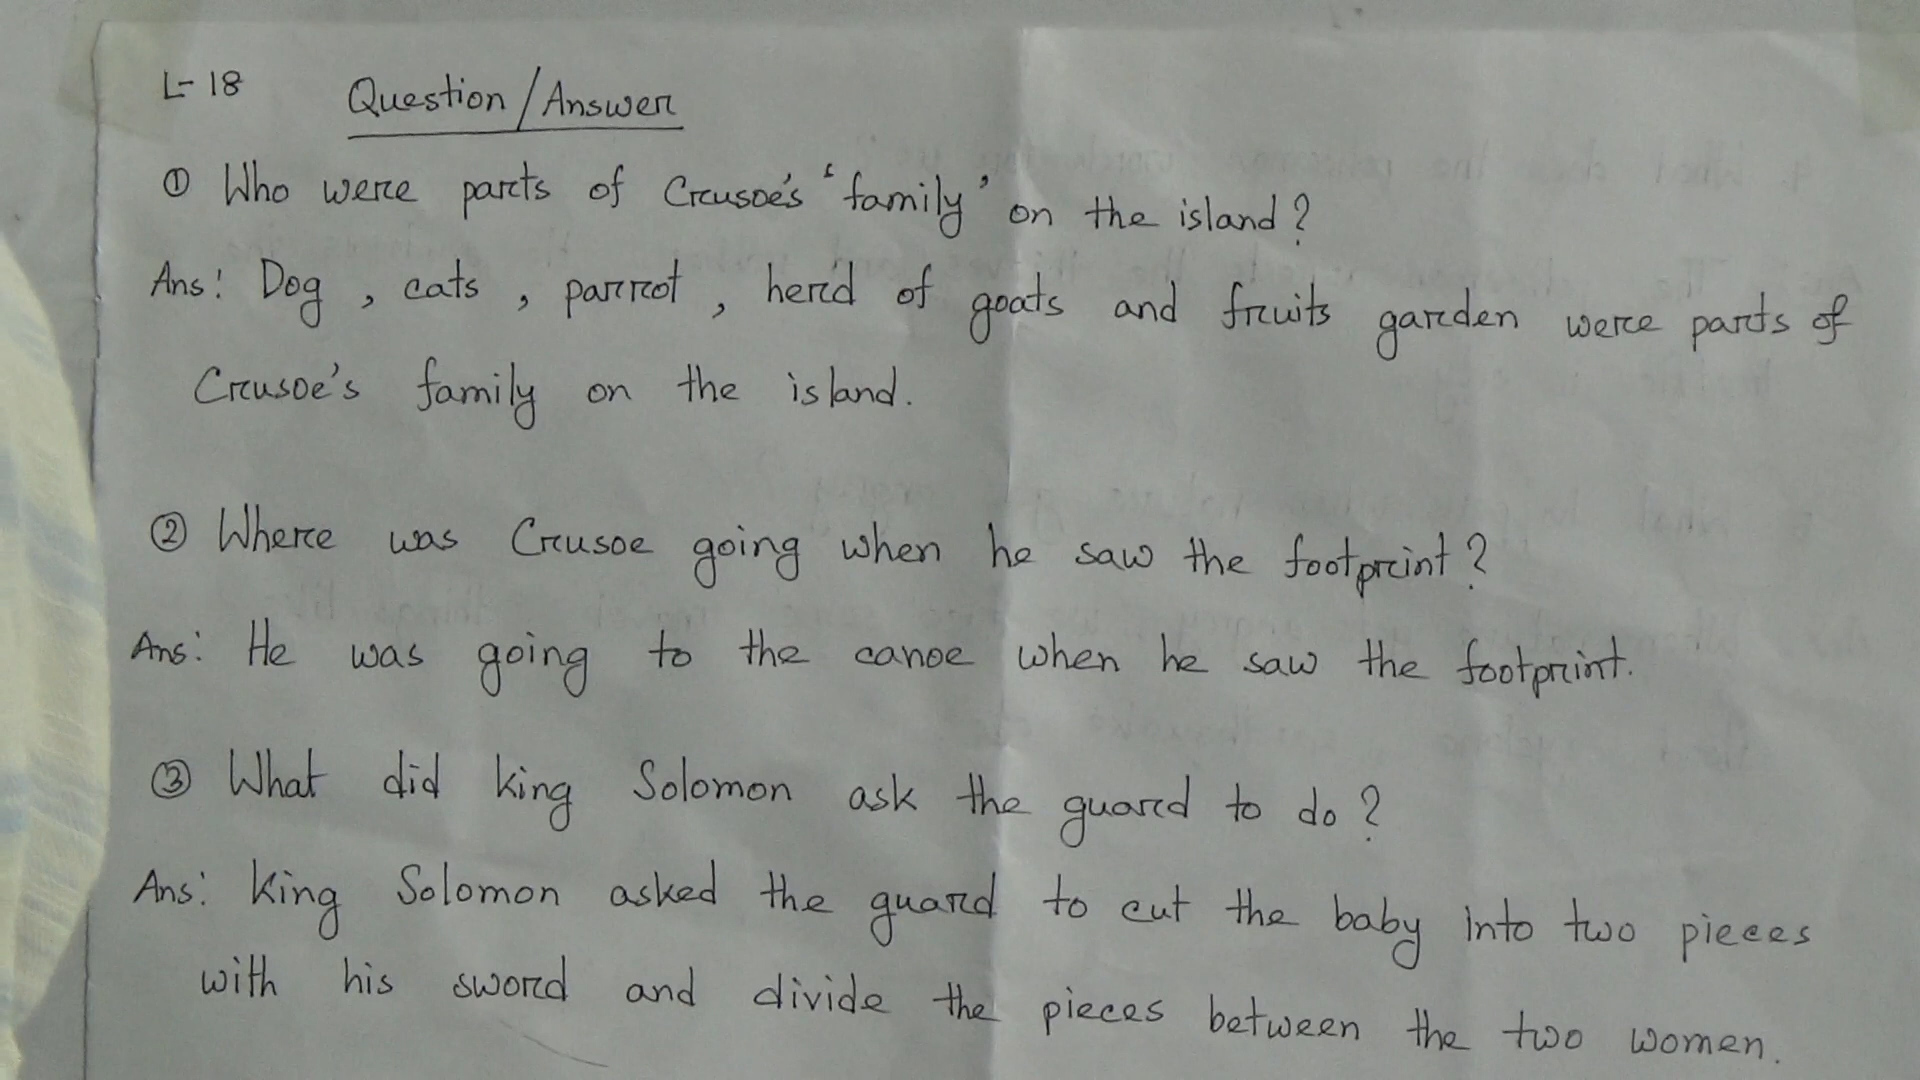 L-18 Question/Answer
① Who were parts of Crusoe's 'family' on the island?
Ans: Dog, cats, parrot, herd of goats and fruits garden were parts of
Crusoe's family on the island.
② Where was Crusoe going when he saw the footprint?
Ans: He was going to the canoe when he saw the footprint.
③ What did king Solomon ask the guard to do?
Ans: King Solomon asked the guard to cut the baby into two pieces
with his sword and divide the pieces between the two women.